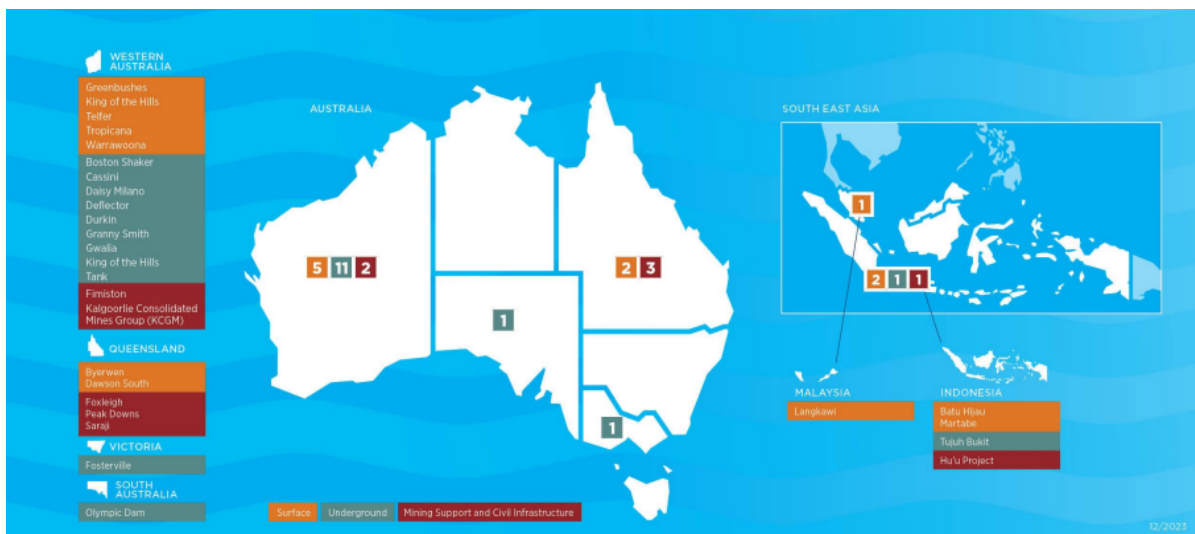 WESTERN
AUSTRALIA
Greenbushes
King of the Hills
Telfer
Tropicana
Warrawoona
Boston Shaker
Cassini
Daisy Milano
Deflector
Durkin
Granny Smith
Gwalia
King of the Hills
Tank
Fimiston
Kalgoorlie Consolidated
Mines Group (KCGM)
QUEENSLAND
Byerwen
Dawson South
Foxleigh
Peak Downs
Saraji
VICTORIA
Fosterville
SOUTH
AUSTRALIA
Olympic Dam
AUSTRALIA
5 11 2
2 3
1
1
Surface
Underground
Mining Support and Civil Infrastructure
SOUTH EAST ASIA
1
2 1 1
MALAYSIA
Langkawi
INDONESIA
Batu Hijau
Martabe
Tujuh Bukit
Hu'u Project
12/2023